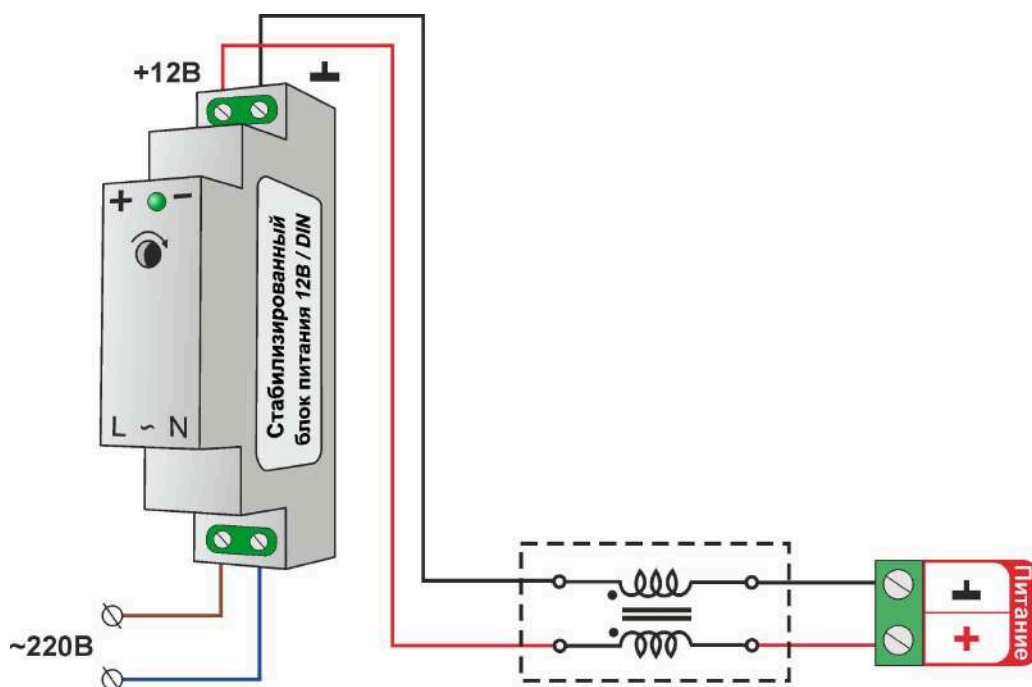 +12В
+ −
L ~ N
Стабилизированный
блок питания 12В / DIN
~220В
Питание
+